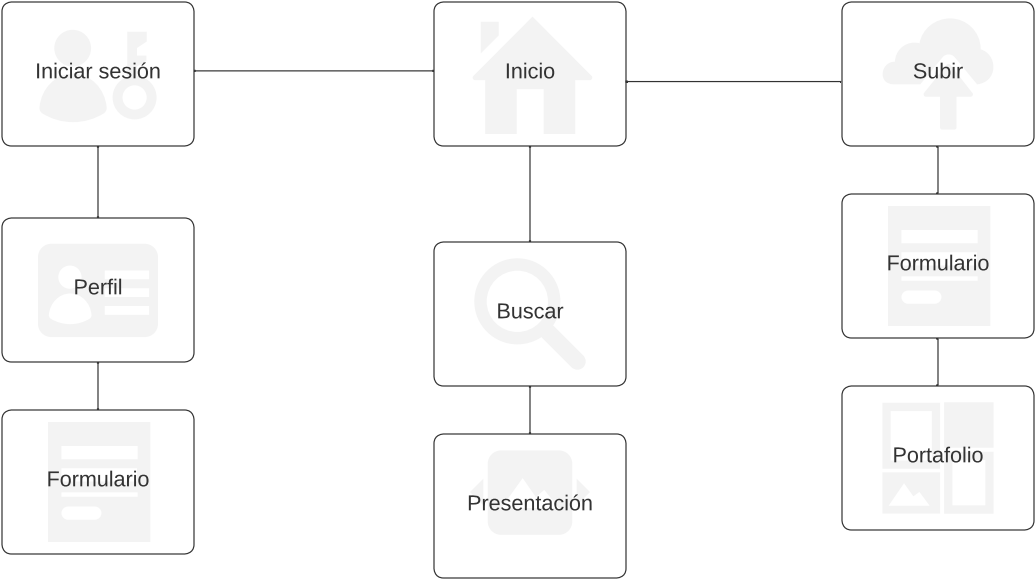 Iniciar sesión
Inicio
Subir
Perfil
Buscar
Formulario
Formulario
Presentación
Portafolio